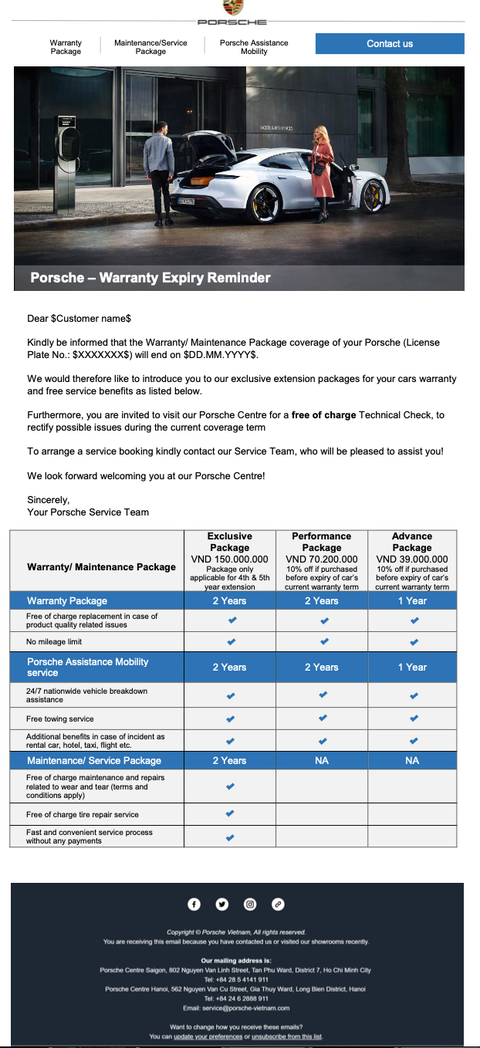 PORSCHE
Warranty
Package
Maintenance/Service
Package
Porsche Assistance
Mobility
Contact us
Porsche – Warranty Expiry Reminder
Dear $Customer name$
Kindly be informed that the Warranty/ Maintenance Package coverage of your Porsche (License
Plate No.: $XXXXXXX$) will end on $DD.MM.YYYY$.
We would therefore like to introduce you to our exclusive extension packages for your cars warranty
and free service benefits as listed below.
Furthermore, you are invited to visit our Porsche Centre for a free of charge Technical Check, to
rectify possible issues during the current coverage term
To arrange a service booking kindly contact our Service Team, who will be pleased to assist you!
We look forward welcoming you at our Porsche Centre!
Sincerely,
Your Porsche Service Team
Warranty/ Maintenance Package
Exclusive
Package
VND 150.000.000
Package only
applicable for 4th & 5th
year extension
Performance
Package
VND 70.200.000
10% off if purchased
before expiry of car's
current warranty term
Advance
Package
VND 39.000.000
10% off if purchased
before expiry of car's
current warranty term
Warranty Package 2 Years 2 Years 1 Year
Free of charge replacement in case of
product quality related issues
No mileage limit
Porsche Assistance Mobility
service 2 Years 2 Years 1 Year
24/7 nationwide vehicle breakdown
assistance
Free towing service
Additional benefits in case of incident as
rental car, hotel, taxi, flight etc.
Maintenance/ Service Package 2 Years NA NA
Free of charge maintenance and repairs
related to wear and tear (terms and
conditions apply)
Free of charge tire repair service
Fast and convenient service process
without any payments
Copyright © Porsche Vietnam, All rights reserved.
You are receiving this email because you have contacted us or visited our showrooms recently.
Our mailing address is:
Porsche Centre Saigon, 802 Nguyen Van Linh Street, Tan Phu Ward, District 7, Ho Chi Minh City
Tel: +84 28 5 4141 911
Porsche Centre Hanoi, 562 Nguyen Van Cu Street, Gia Thuy Ward, Long Bien District, Hanoi
Tel: +84 24 6 2888 911
Email: service@porsche-vietnam.com
Want to change how you receive these emails?
You can update your preferences or unsubscribe from this list.